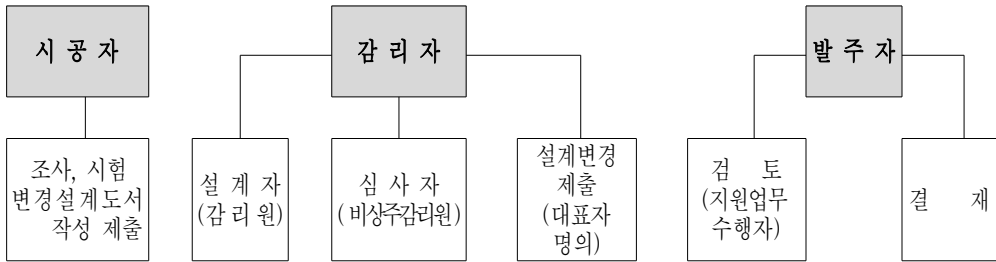 시 공 자
감 리 자
발 주 자
조사, 시험
변경설계도서
작성 제출
설 계 자
(감 리 원)
심 사 자
(비상주감리원)
설계변경
제출
(대표자
명의)
검 토
(지원업무
수행자)
결 재